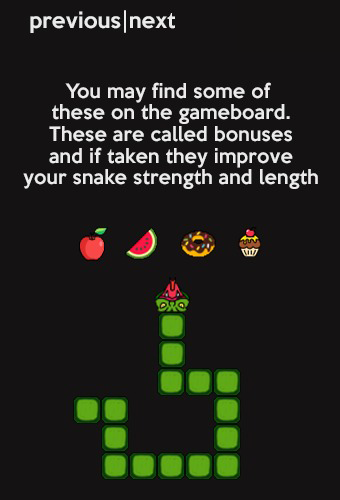 previous|next
You may find some of
these on the gameboard.
These are called bonuses
and if taken they improve
your snake strength and length